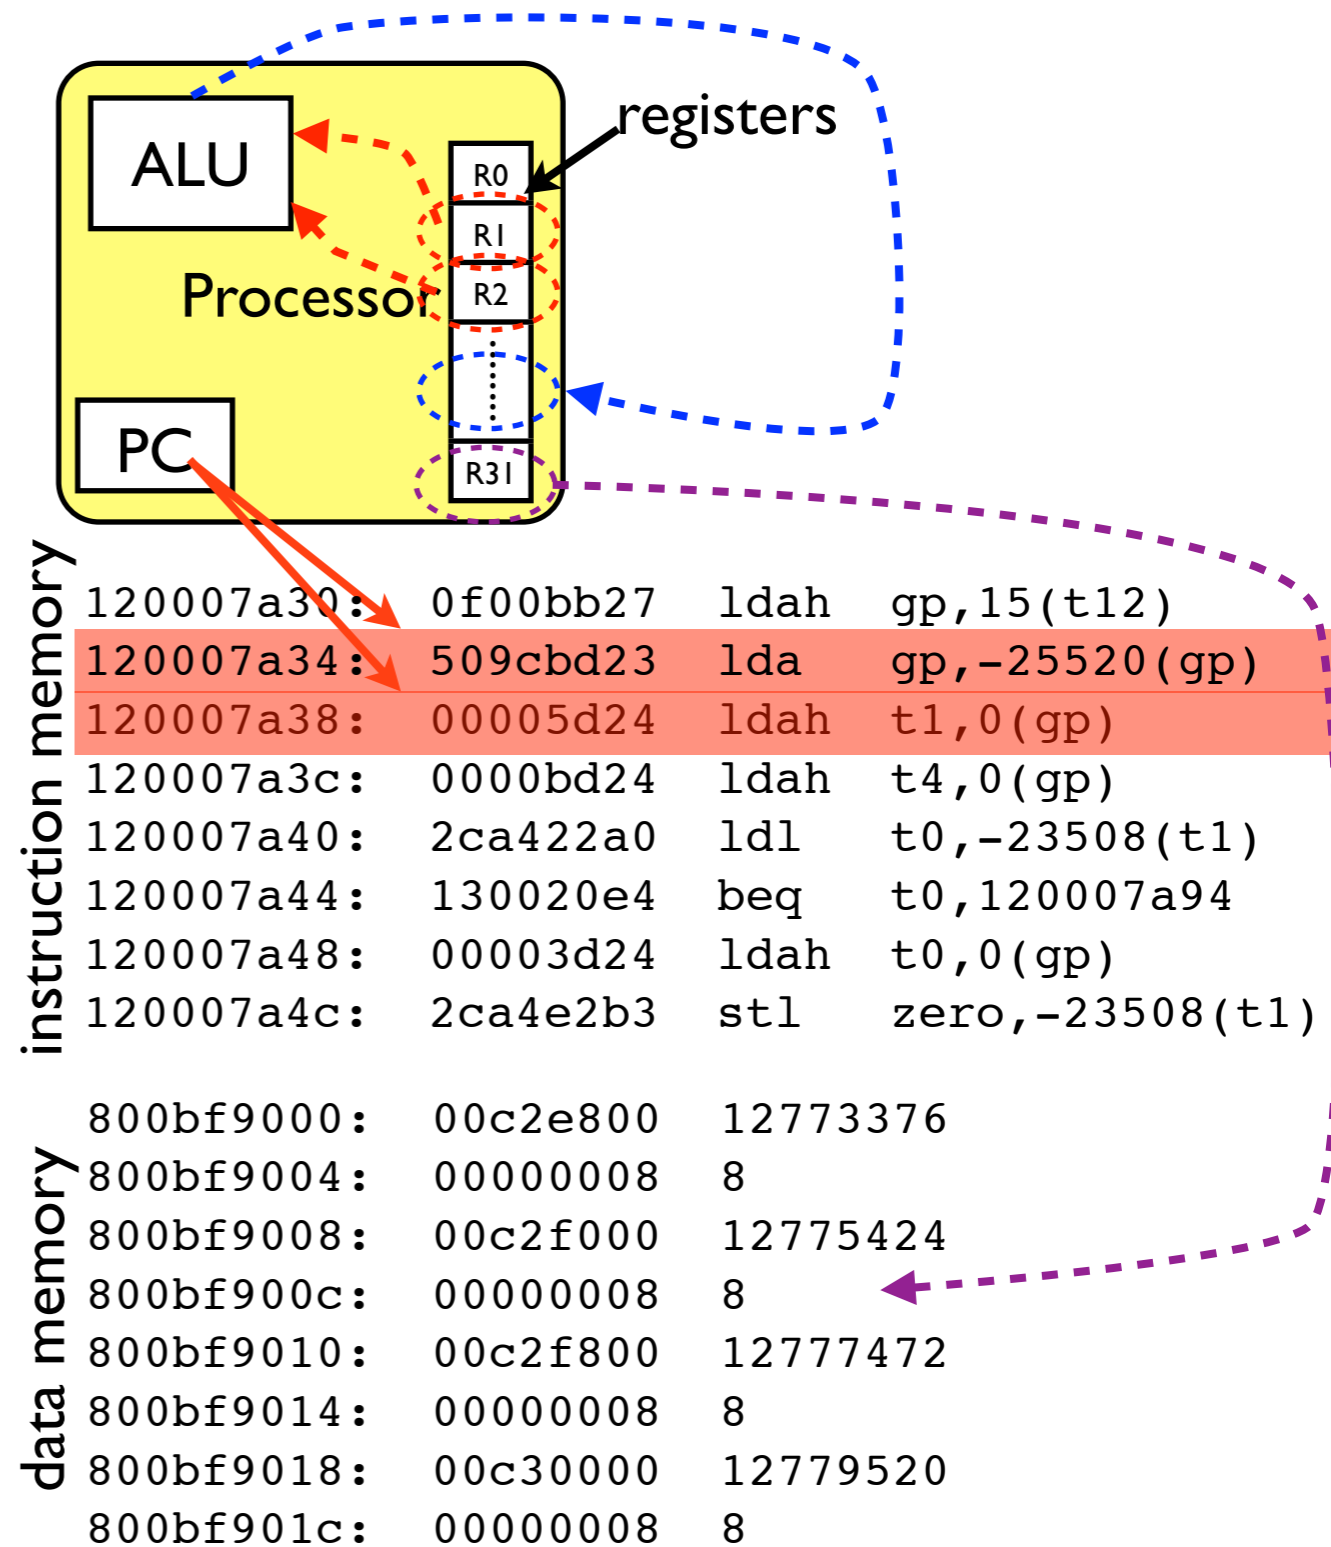 registers
ALU
R0
R1
Processor
R2
PC
R31
instruction memory
120007a30: 0f00bb27 ldah gp,15(t12)
120007a34: 509cbd23 lda gp,-25520(gp)
120007a38: 00005d24 ldah t1,0(gp)
120007a3c: 0000bd24 ldah t4,0(gp)
120007a40: 2ca422a0 ldl t0,-23508(t1)
120007a44: 130020e4 beq t0,120007a94
120007a48: 00003d24 ldah t0,0(gp)
120007a4c: 2ca4e2b3 stl zero,-23508(t1)
data memory
800bf9000: 00c2e800 12773376
800bf9004: 00000008 8
800bf9008: 00c2f000 12775424
800bf900c: 00000008 8
800bf9010: 00c2f800 12777472
800bf9014: 00000008 8
800bf9018: 00c30000 12779520
800bf901c: 00000008 8